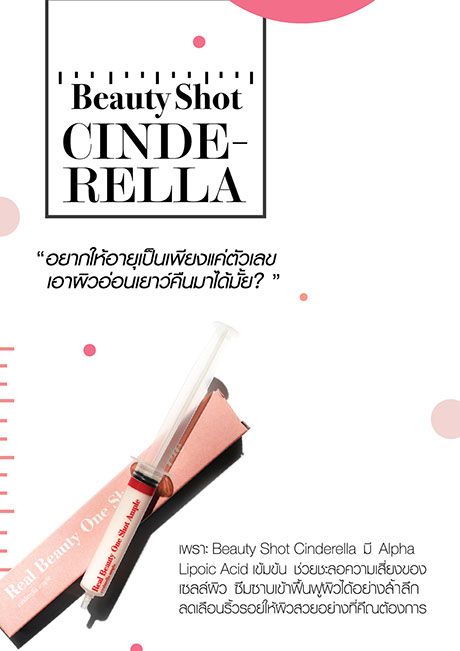 Beauty Shot
CINDE-
RELLA
“อยากให้อายุเป็นเพียงแค่ตัวเลข
เอาผิวอ่อนเยาว์คืนมาได้มั้ย? ”
Real Beauty One Sh
Real Beauty One Shot Ample
เพราะ Beauty Shot Cinderella มี Alpha
Lipoic Acid เข้มข้น ช่วยชะลอความเสี่ยงของ
เซลล์ผิว ซึมซาบเข้าฟื้นฟูผิวได้อย่างล้ำลึก
ลดเลือนริ้วรอยให้ผิวสวยอย่างที่คุณต้องการ